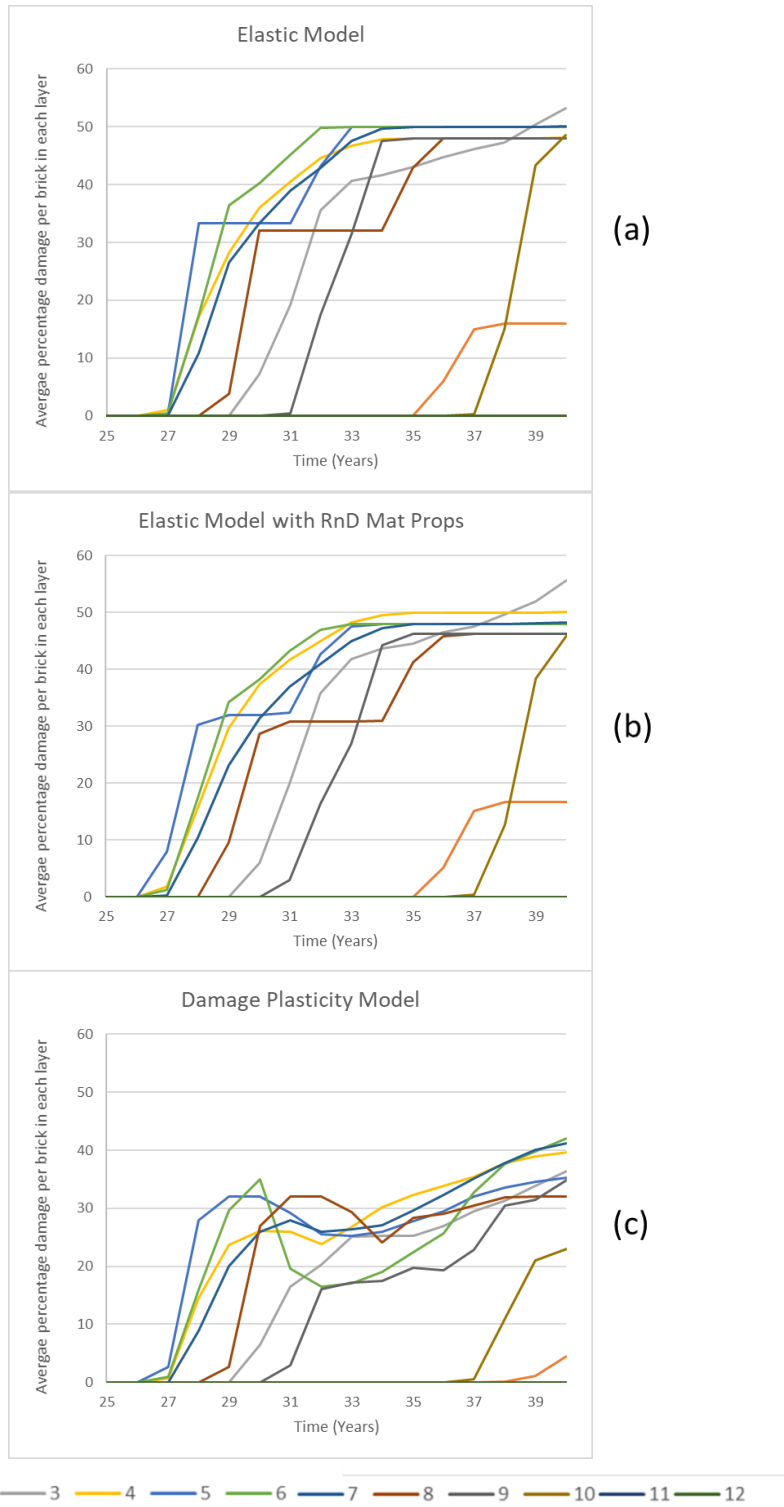 Elastic Model
Avergae percentage damage per brick in each layer
60
50
40
30
20
10
0
25 27 29 31 33 35 37 39
Time (Years)
(a)
Elastic Model with RnD Mat Props
Avergae percentage damage per brick in each layer
60
50
40
30
20
10
0
25 27 29 31 33 35 37 39
Time (Years)
(b)
Damage Plasticity Model
Avergae percentage damage per brick in each layer
60
50
40
30
20
10
0
25 27 29 31 33 35 37 39
Time (Years)
(c)
3 4 5 6 7 8 9 10 11 12